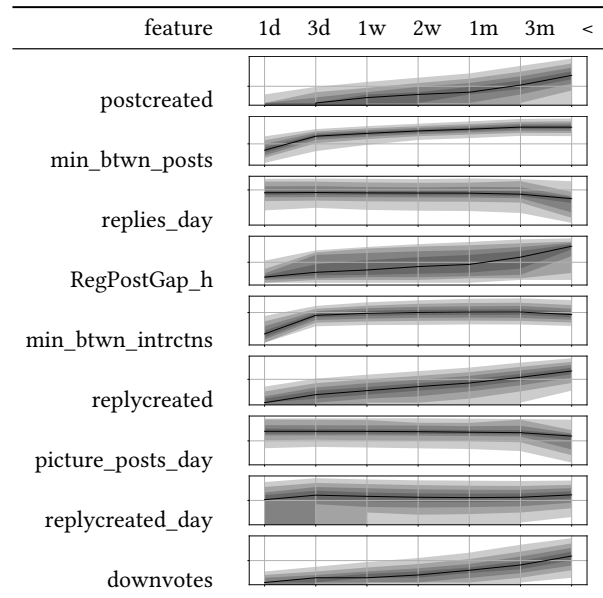 feature 1d 3d 1w 2w 1m 3m <
postcreated
min_btwn_posts
replies_day
RegPostGap_h
min_btwn_intrctns
replycreated
picture_posts_day
replycreated_day
downvotes